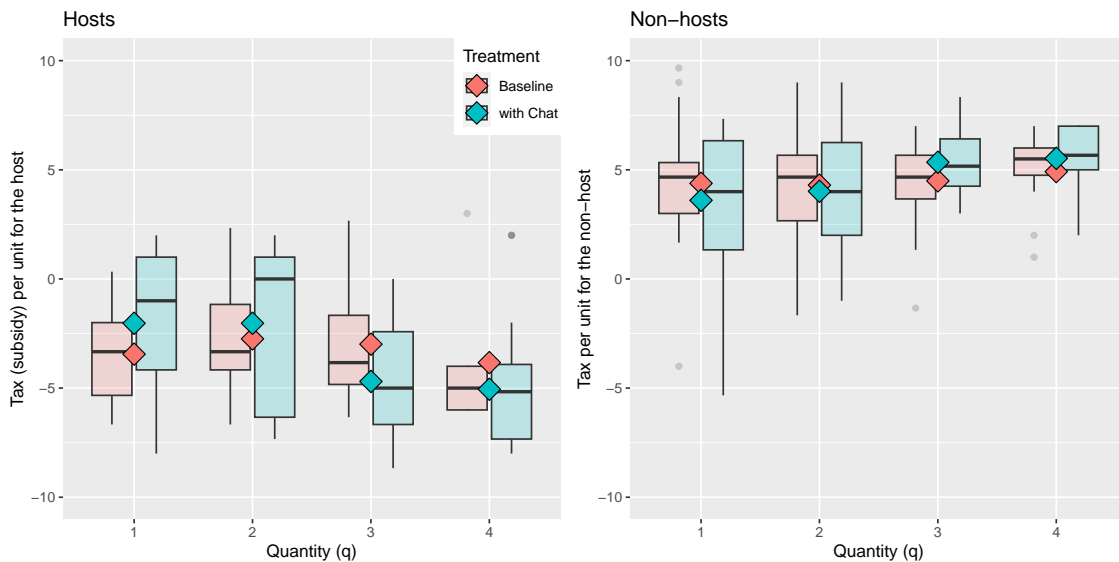 Hosts
Tax (subsidy) per unit for the host
10
5
0
−5
−10
1 2 3 4
Quantity (q)
Treatment
Baseline
with Chat
Non−hosts
Tax per unit for the non−host
10
5
0
−5
−10
1 2 3 4
Quantity (q)